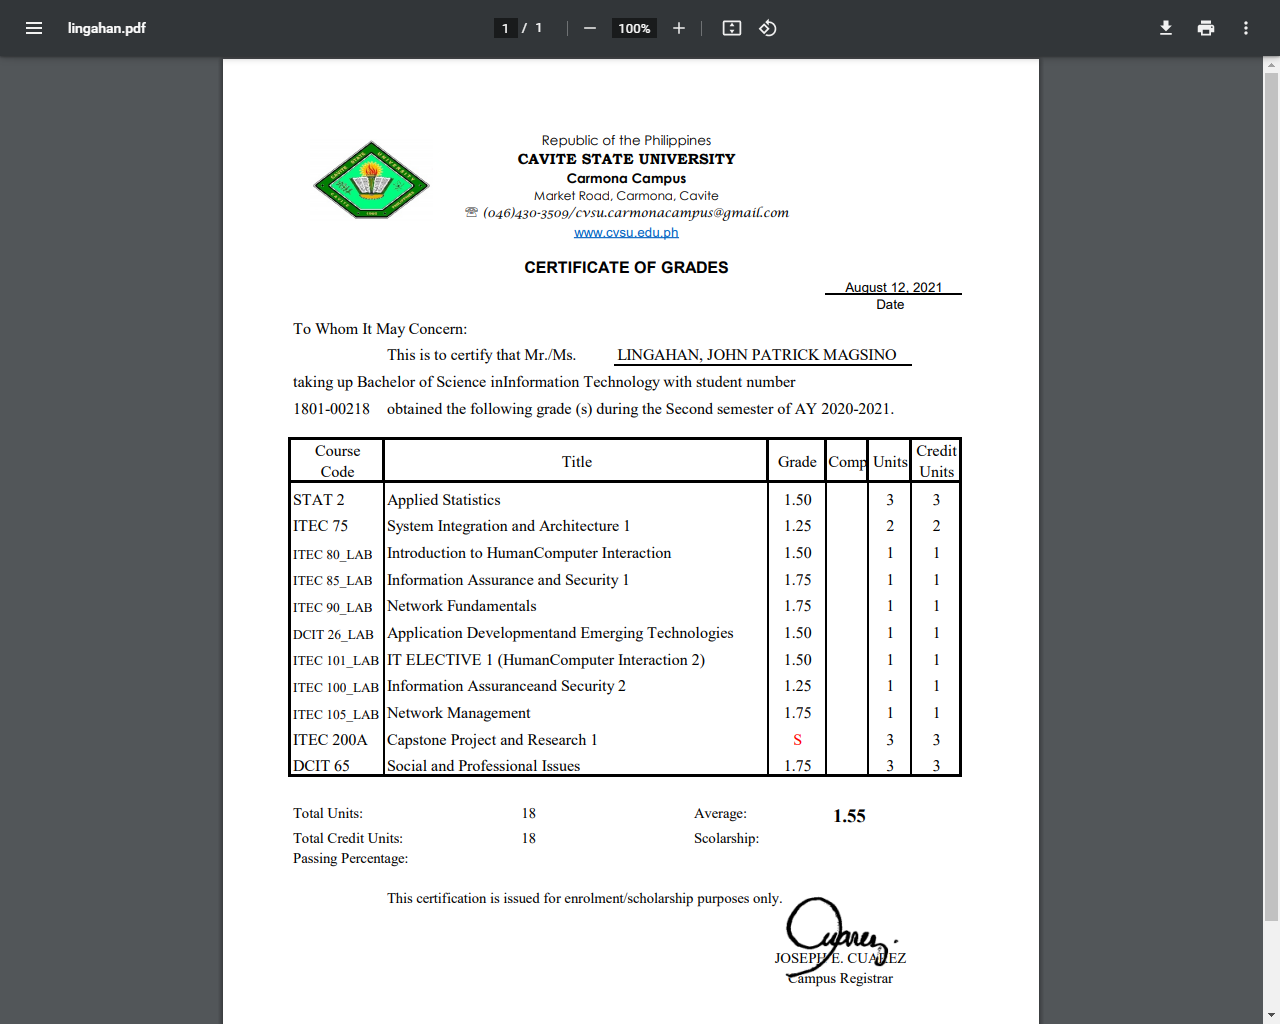 lingahan.pdf
1 / 1
100%
Republic of the Philippines
CAVITE STATE UNIVERSITY
Carmona Campus
Market Road, Carmona, Cavite
☏ (046)430-3509/cvsu.carmonacampus@gmail.com
www.cvsu.edu.ph
CERTIFICATE OF GRADES
August 12, 2021
Date
To Whom It May Concern:
This is to certify that Mr./Ms. LINGAHAN, JOHN PATRICK MAGSINO
taking up Bachelor of Science inInformation Technology with student number
1801-00218 obtained the following grade (s) during the Second semester of AY 2020-2021.
Course Code Title Grade Comp Units Credit Units
STAT 2 Applied Statistics 1.50 3 3
ITEC 75 System Integration and Architecture 1 1.25 2 2
ITEC 80_LAB Introduction to HumanComputer Interaction 1.50 1 1
ITEC 85_LAB Information Assurance and Security 1 1.75 1 1
ITEC 90_LAB Network Fundamentals 1.75 1 1
DCIT 26_LAB Application Developmentand Emerging Technologies 1.50 1 1
ITEC 101_LAB IT ELECTIVE 1 (HumanComputer Interaction 2) 1.50 1 1
ITEC 100_LAB Information Assuranceand Security 2 1.25 1 1
ITEC 105_LAB Network Management 1.75 1 1
ITEC 200A Capstone Project and Research 1 S 3 3
DCIT 65 Social and Professional Issues 1.75 3 3
Total Units: 18 Average: 1.55
Total Credit Units: 18 Scolarship:
Passing Percentage:
This certification is issued for enrolment/scholarship purposes only.
Cuarez
JOSEPH E. CUAREZ
Campus Registrar